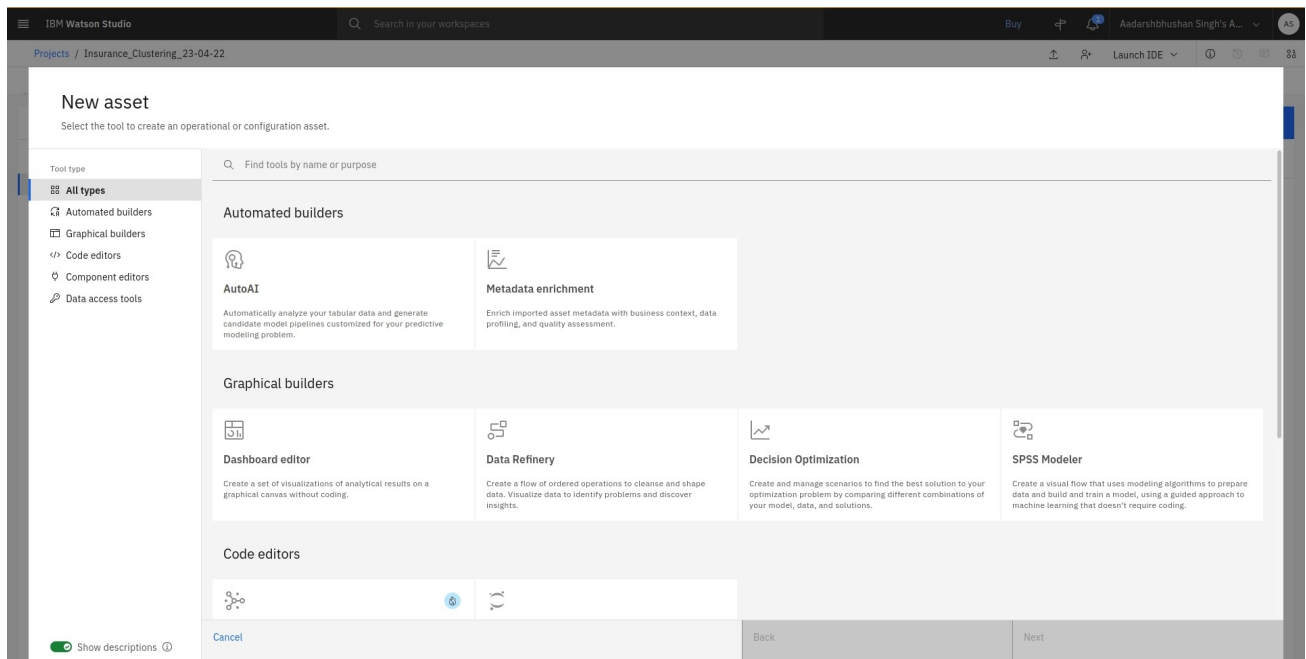 IBM Watson Studio
Search in your workspaces
Buy
1
Aadarshbhushan Singh's A...
AS
Projects / Insurance_Clustering_23-04-22
Launch IDE
New asset
Select the tool to create an operational or configuration asset.
Tool type
All types
Automated builders
Graphical builders
Code editors
Component editors
Data access tools
Show descriptions
Find tools by name or purpose
Automated builders
AutoAI
Automatically analyze your tabular data and generate
candidate model pipelines customized for your predictive
modeling problem.
Metadata enrichment
Enrich imported asset metadata with business context, data
profiling, and quality assessment.
Graphical builders
Dashboard editor
Create a set of visualizations of analytical results on a
graphical canvas without coding.
Data Refinery
Create a flow of ordered operations to cleanse and shape
data. Visualize data to identify problems and discover
insights.
Decision Optimization
Create and manage scenarios to find the best solution to your
optimization problem by comparing different combinations of
your model, data, and solutions.
SPSS Modeler
Create a visual flow that uses modeling algorithms to prepare
data and build and train a model, using a guided approach to
machine learning that doesn't require coding.
Code editors
Cancel
Back
Next